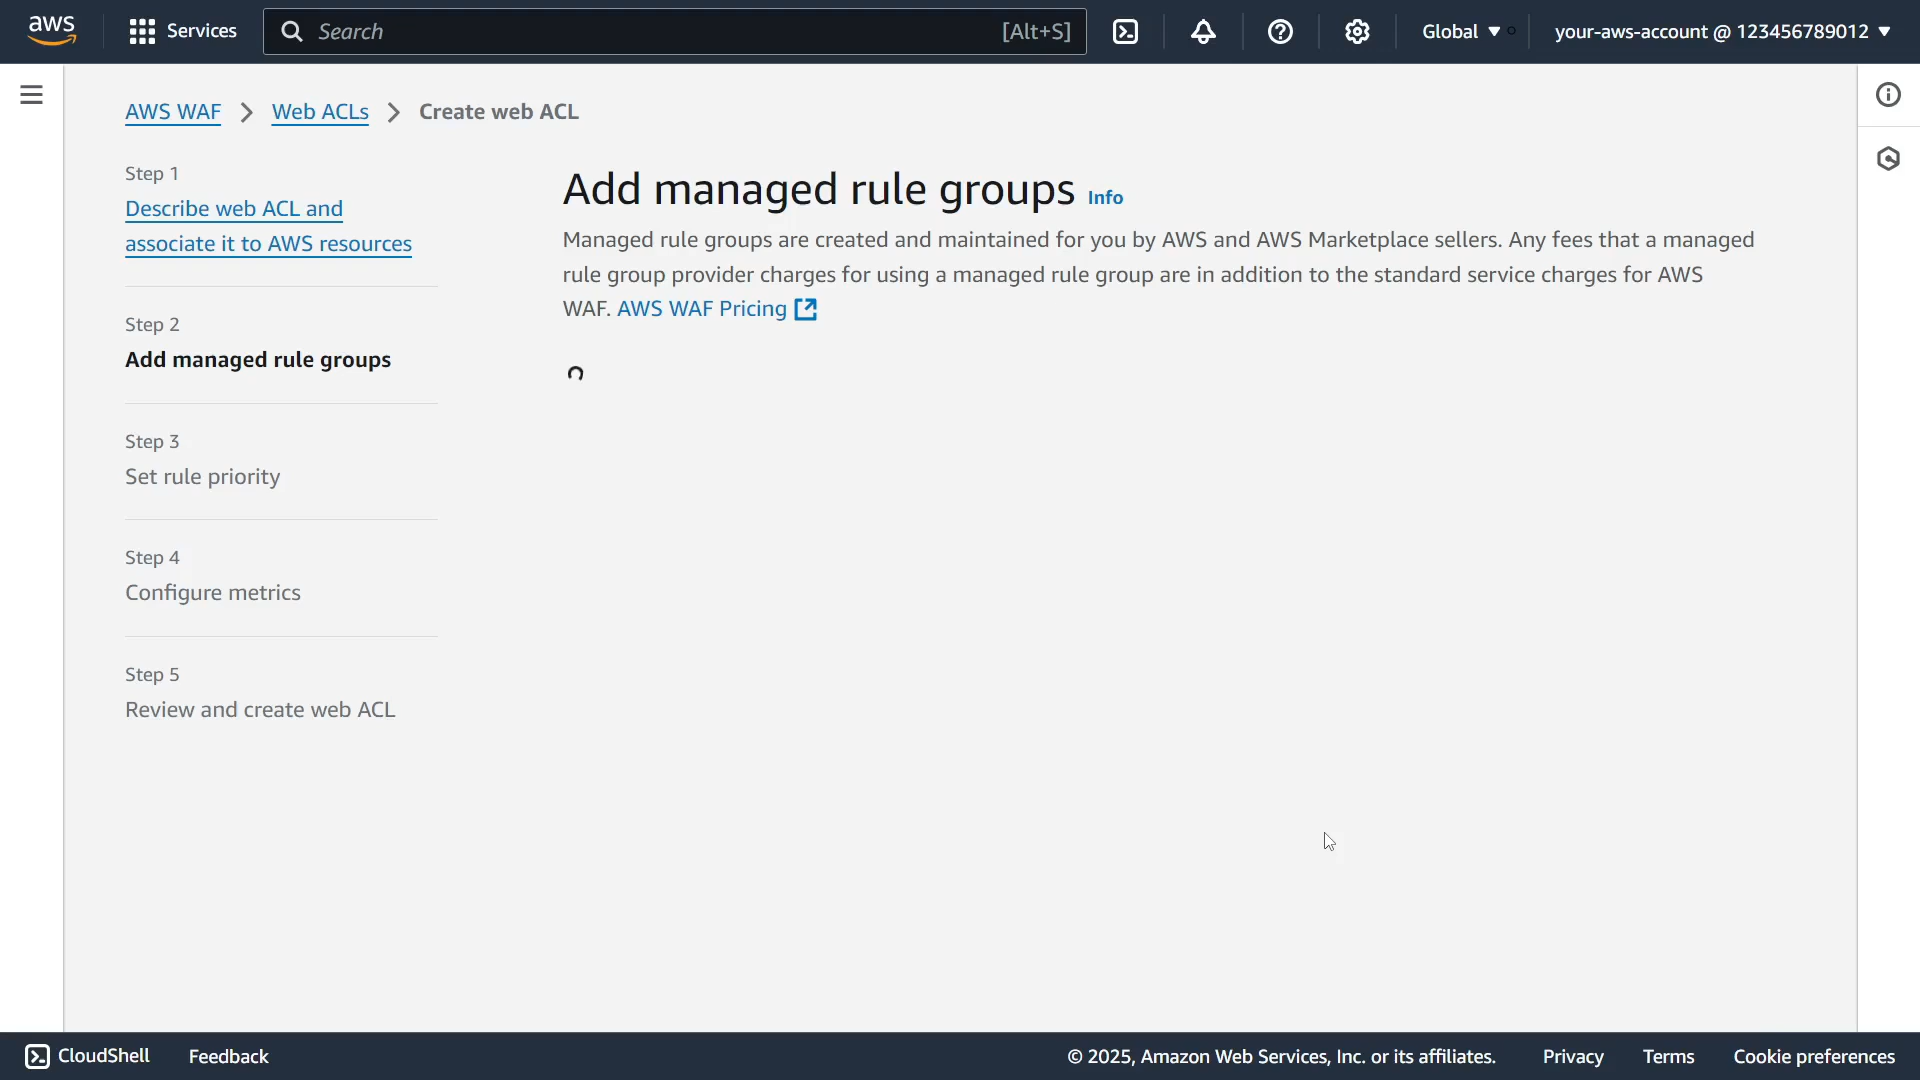 aws
Services
Search
[Alt+S]
Global
your-aws-account @ 123456789012
AWS WAF
Web ACLs
Create web ACL
Step 1
Describe web ACL and
associate it to AWS resources
Step 2
Add managed rule groups
Step 3
Set rule priority
Step 4
Configure metrics
Step 5
Review and create web ACL
Add managed rule groups Info
Managed rule groups are created and maintained for you by AWS and AWS Marketplace sellers. Any fees that a managed
rule group provider charges for using a managed rule group are in addition to the standard service charges for AWS
WAF. AWS WAF Pricing
CloudShell
Feedback
© 2025, Amazon Web Services, Inc. or its affiliates.
Privacy
Terms
Cookie preferences